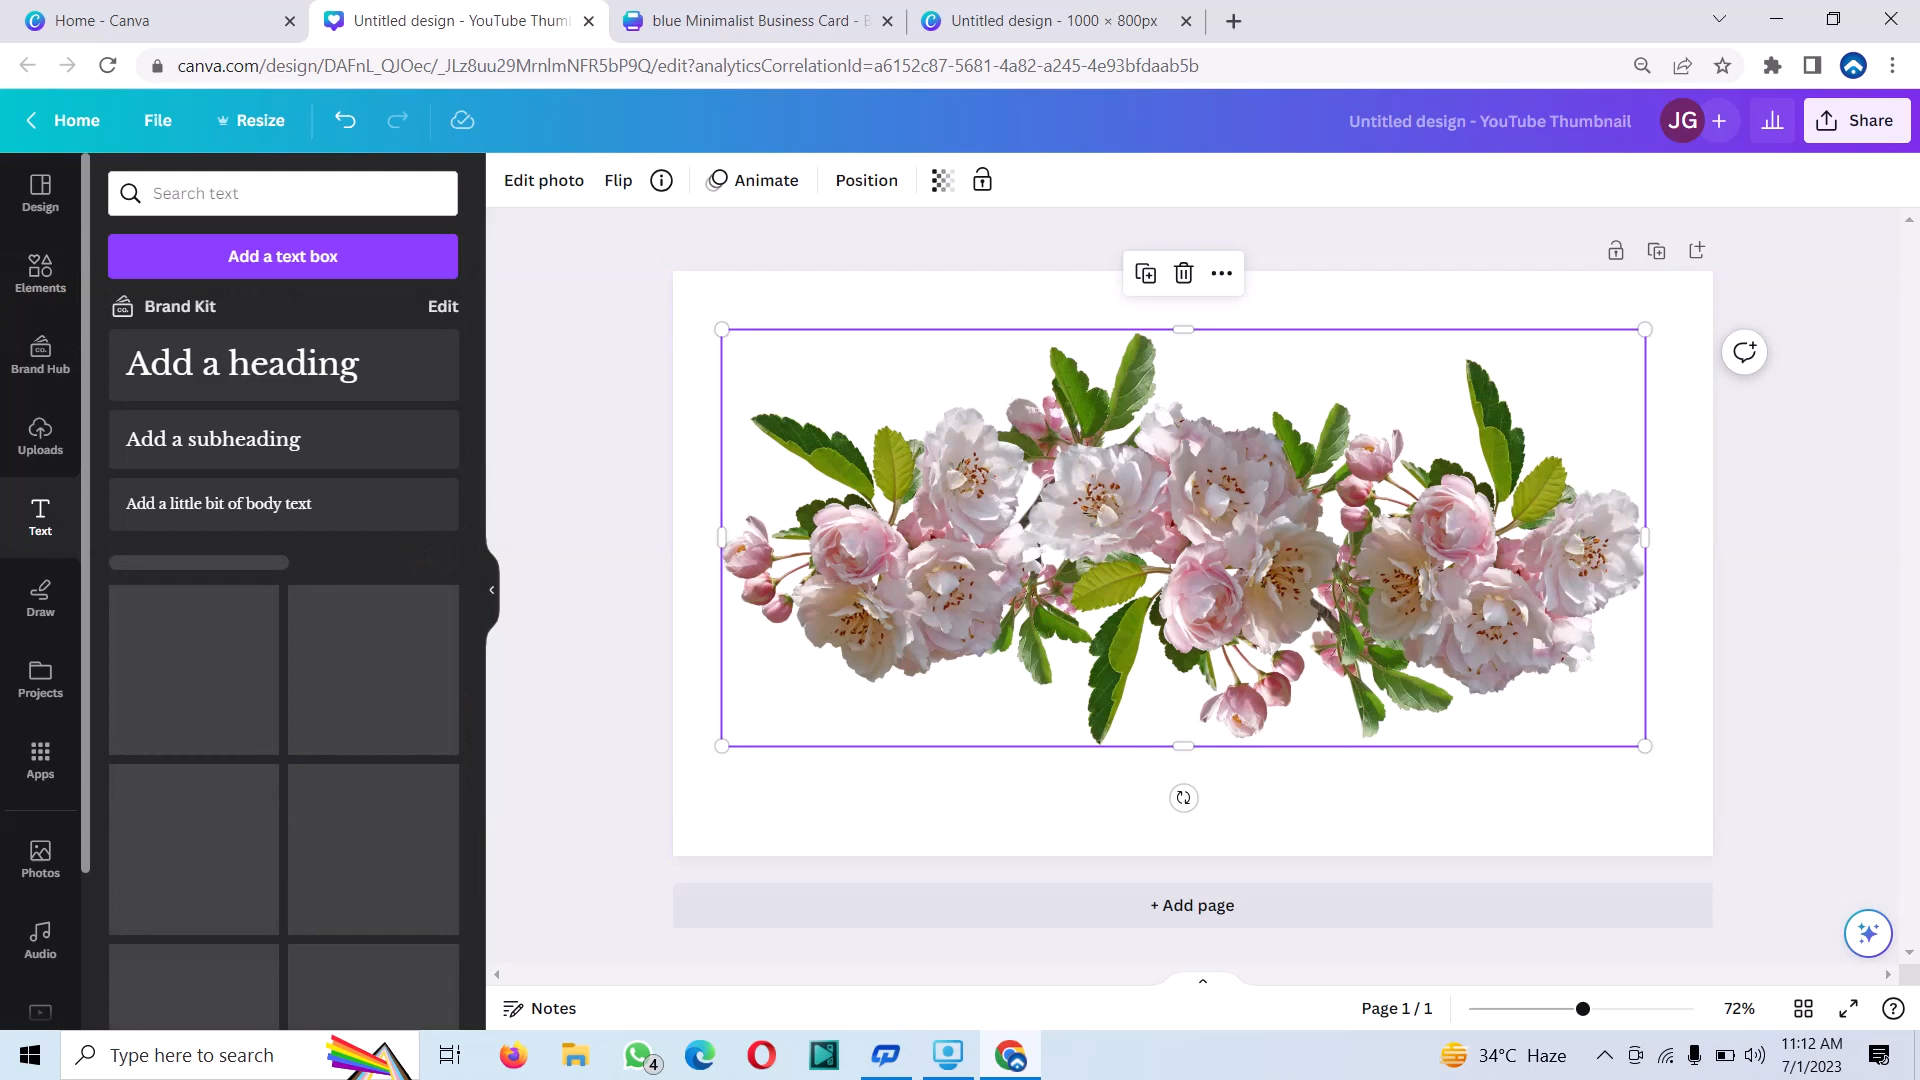 Home - Canva
Untitled design - YouTube Thum
blue Minimalist Business Card - B
Untitled design - 1000 × 800px
canva.com/design/DAFnL_QJOec/_JLz8uu29MrnlmNFR5bP9Q/edit?analyticsCorrelationId=a6152c87-5681-4a82-a245-4e93bfdaab5b
Home
File
Resize
Untitled design - YouTube Thumbnail
JG
+
Share
Design
Search text
Edit photo
Flip
Animate
Position
Add a text box
Elements
CO.
Brand Kit
Edit
Add a heading
CO.
Brand Hub
Add a subheading
Uploads
Add a little bit of body text
Text
Draw
Projects
Apps
Photos
+ Add page
Audio
Notes
Page 1 / 1
72%
Type here to search
4
34°C Haze
11:12 AM
7/1/2023